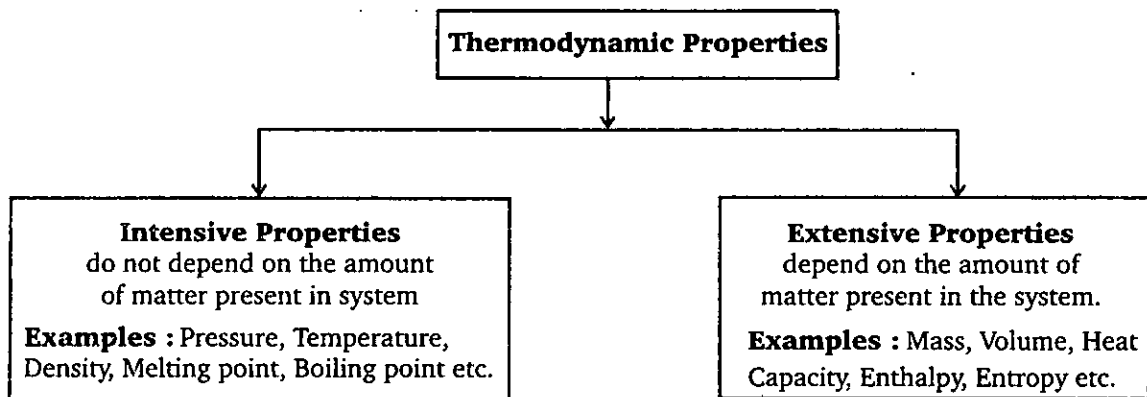 Thermodynamic Properties
Intensive Properties
do not depend on the amount
of matter present in system
Examples : Pressure, Temperature,
Density, Melting point, Boiling point etc.
Extensive Properties
depend on the amount of
matter present in the system.
Examples : Mass, Volume, Heat
Capacity, Enthalpy, Entropy etc.